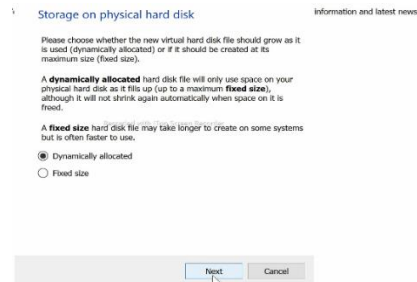 Storage on physical hard disk
information and latest news
Please choose whether the new virtual hard disk file should grow as it
is used (dynamically allocated) or if it should be created at its
maximum size (fixed size).
A dynamically allocated hard disk file will only use space on your
physical hard disk as it fills up (up to a maximum fixed size),
although it will not shrink again automatically when space on it is
freed.
A fixed size hard disk file may take longer to create on some systems
but is often faster to use.
Dynamically allocated
Fixed size
Next
Cancel